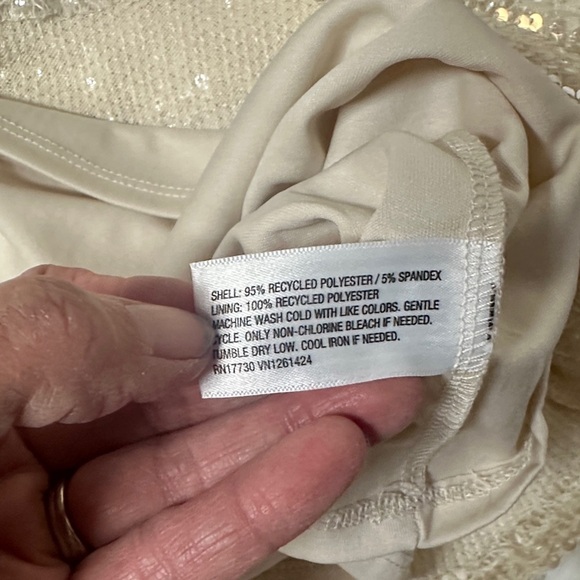 SHELL: 95% RECYCLED POLYESTER / 5% SPANDEX
LINING: 100% RECYCLED POLYESTER
MACHINE WASH COLD WITH LIKE COLORS. GENTLE
CYCLE. ONLY NON-CHLORINE BLEACH IF NEEDED.
TUMBLE DRY LOW. COOL IRON IF NEEDED.
RN17730 VN1261424